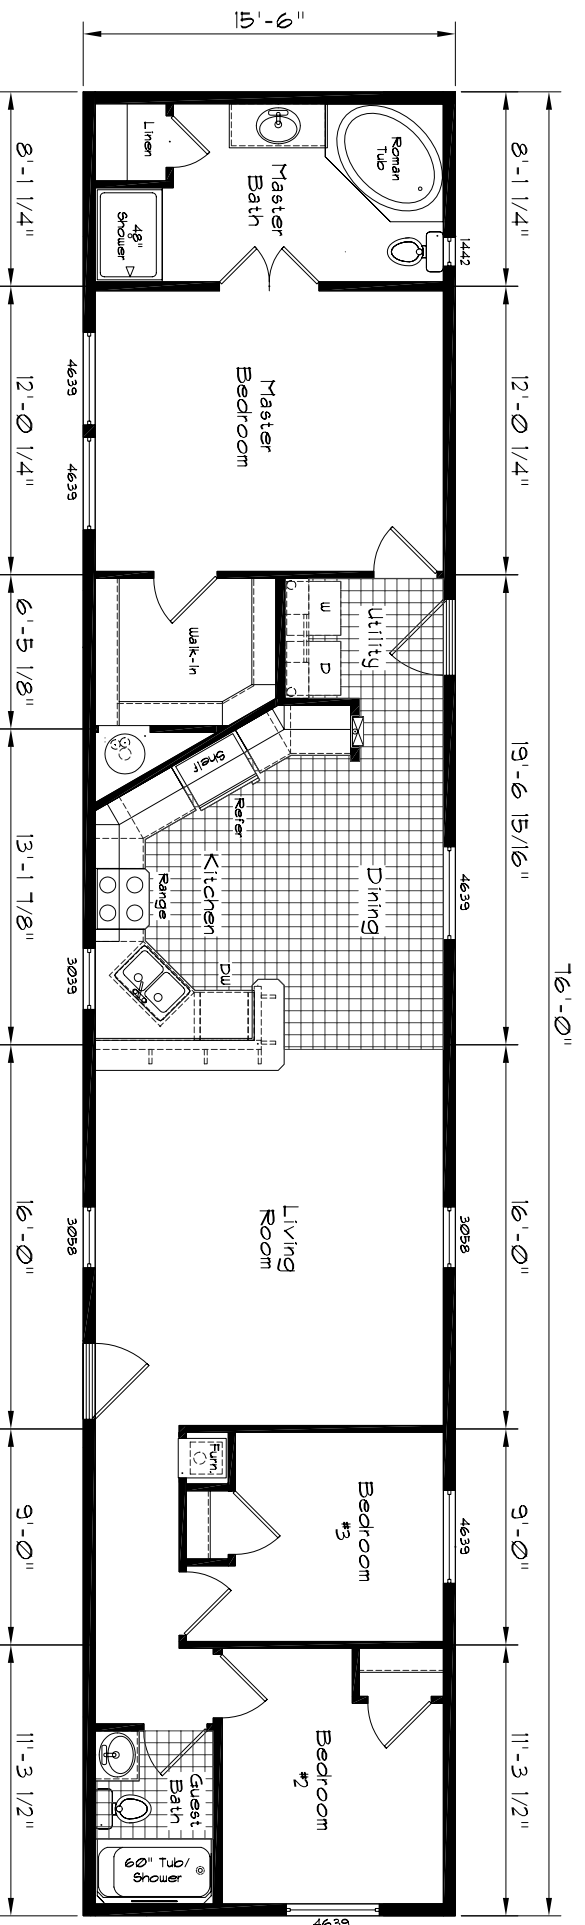 15'-6"
8'-1 1/4"
8'-1 1/4"
Linen
Roman
Tub
Master
Bath
48"
Shower
1442
12'-0 1/4"
12'-0 1/4"
4639
4639
Master
Bedroom
6'-5 1/8"
Walk-In
W
D
Utility
19'-6 15/16"
13'-1 7/8"
Shelf
Refer
Kitchen
Dining
Range
DW
4639
3039
76'-0"
16'-0"
16'-0"
3058
3058
Living
Room
9'-0"
9'-0"
Furn.
Bedroom
#3
4639
11'-3 1/2"
11'-3 1/2"
Bedroom
#2
Guest
Bath
60" Tub/
Shower
4639